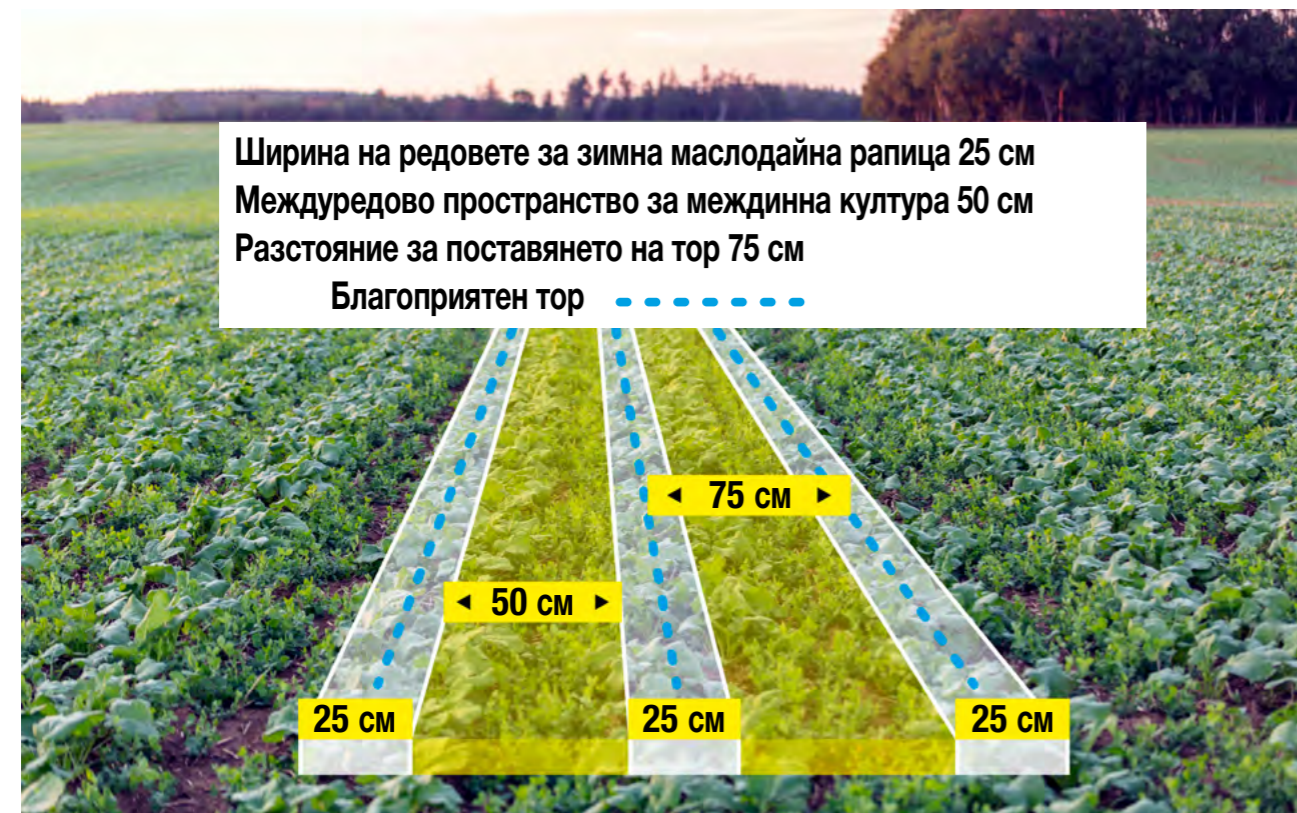 Ширина на редовете за зимна маслодайна рапица 25 см
Междуредово пространство за междинна култура 50 см
Разстояние за поставянето на тор 75 см
Благоприятен тор
75 см
50 см
25 см
25 см
25 см